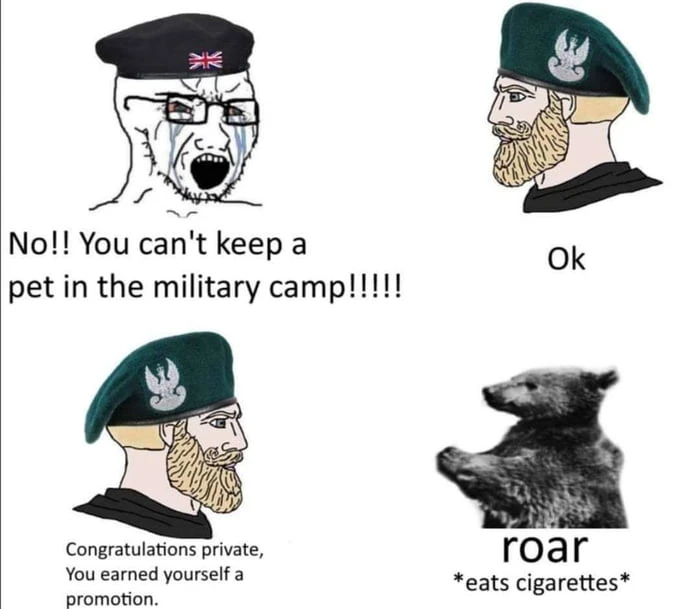 No!! You can't keep a
pet in the military camp!!!!!
Ok
Congratulations private,
You earned yourself a
promotion.
roar
*eats cigarettes*